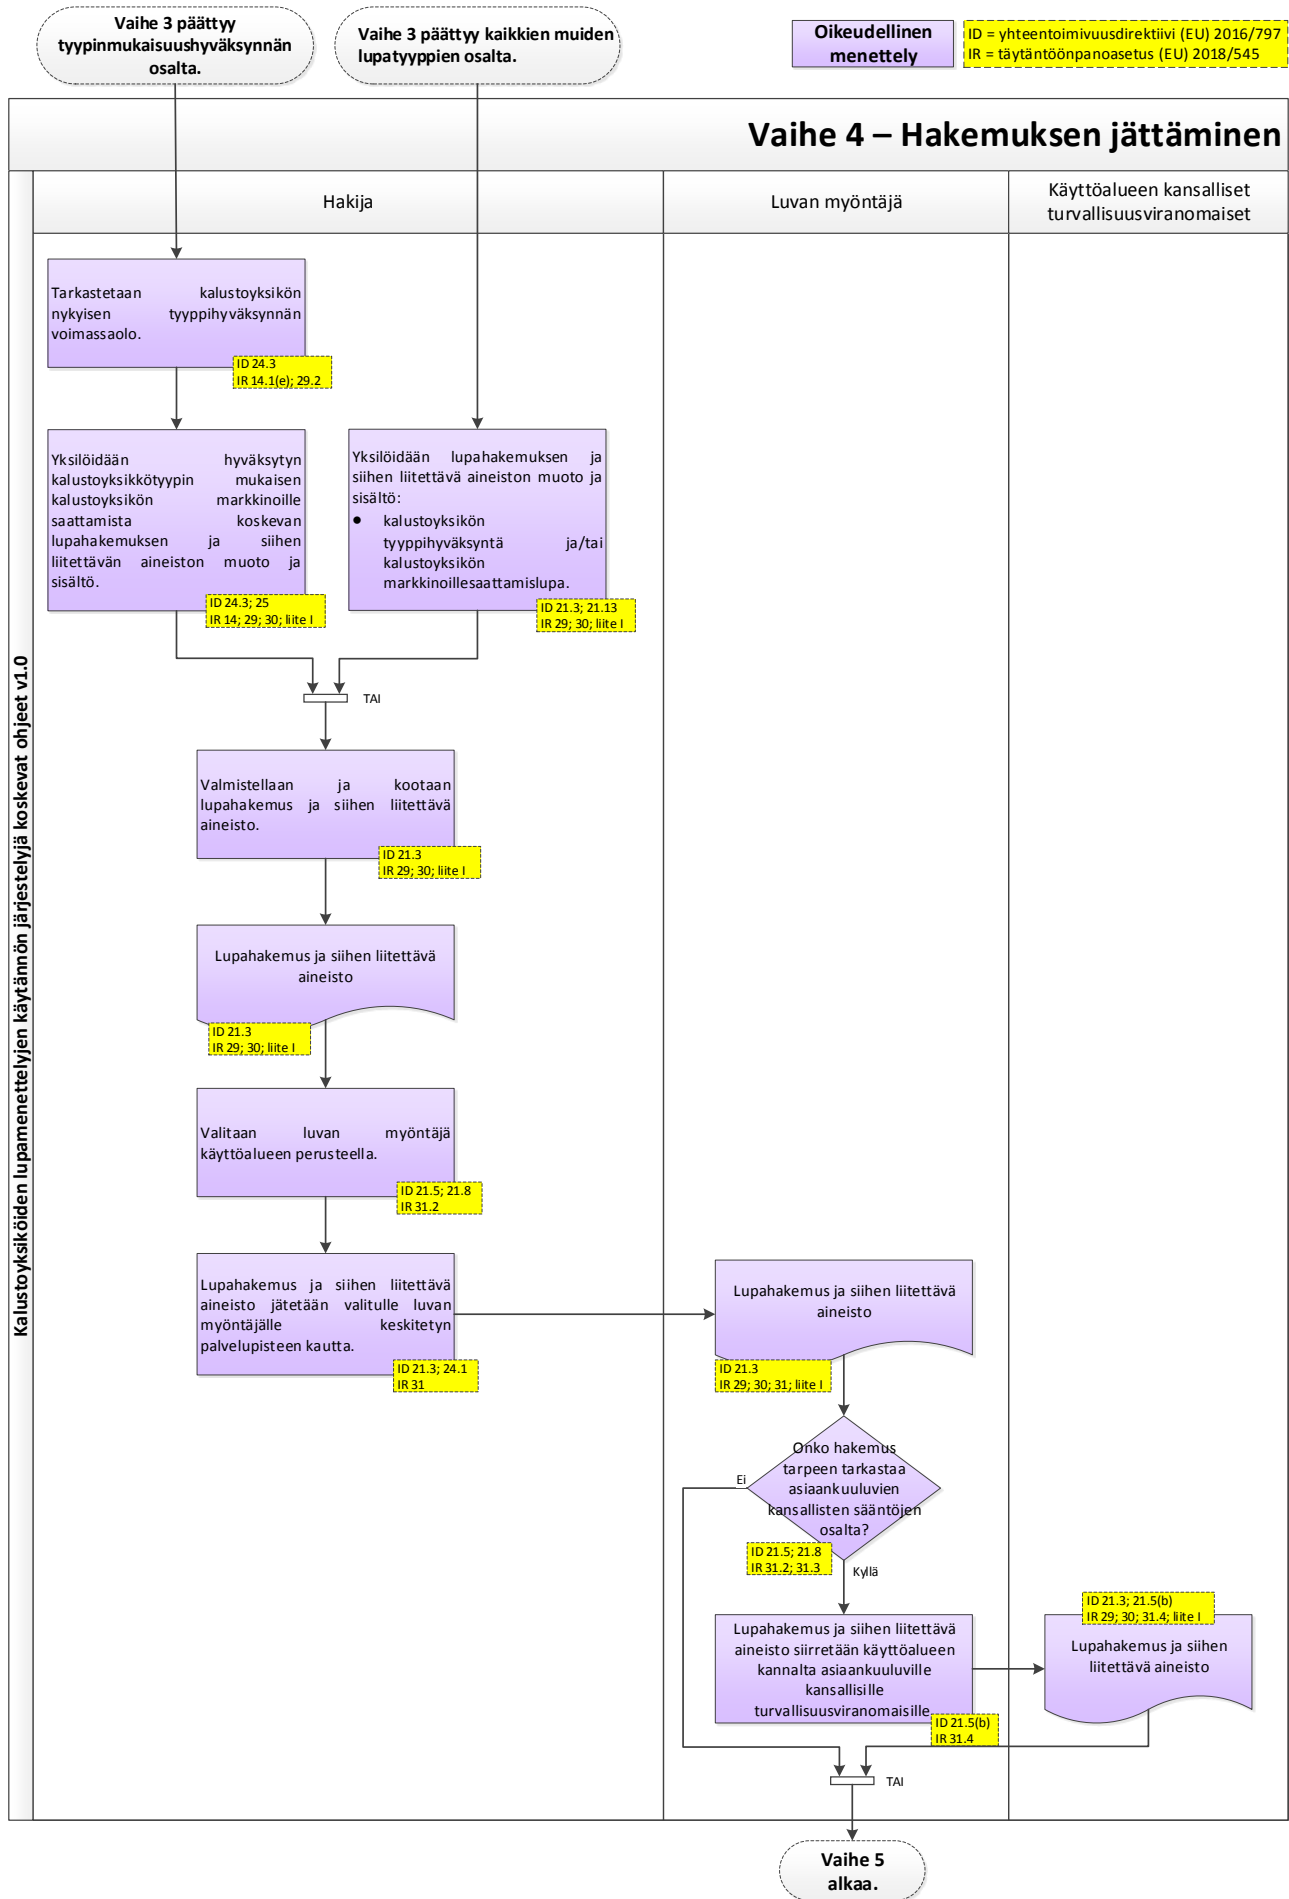 Vaihe 3 päättyy
tyypinmukaisuushyväksynnän
osalta.
Vaihe 3 päättyy kaikkien muiden
lupatyyppien osalta.
Oikeudellinen
menettely
ID = yhteentoimivuusdirektiivi (EU) 2016/797
IR = täytäntöönpanoasetus (EU) 2018/545
Vaihe 4 – Hakemuksen jättäminen
Kalustoyksiköiden lupamenettelyjen käytännön järjestelyjä koskevat ohjeet v1.0
Hakija
Luvan myöntäjä
Käyttöalueen kansalliset
turvallisuusviranomaiset
Tarkastetaan kalustoyksikön
nykyisen tyyppihyväksynnän
voimassaolo.
ID 24.3
IR 14.1(e); 29.2
Yksilöidään hyväksytyn
kalustoyksikkötyypin mukaisen
kalustoyksikön markkinoille
saattamista koskevan
lupahakemuksen ja siihen
liitettävän aineiston muoto ja
sisältö.
ID 24.3; 25
IR 14; 29; 30; liite I
Yksilöidään lupahakemuksen ja
siihen liitettävä aineiston muoto ja
sisältö:
● kalustoyksikön
tyyppihyväksyntä ja/tai
kalustoyksikön
markkinoillesaattamislupa.
ID 21.3; 21.13
IR 29; 30; liite I
TAI
Valmistellaan ja kootaan
lupahakemus ja siihen liitettävä
aineisto.
ID 21.3
IR 29; 30; liite I
Lupahakemus ja siihen liitettävä
aineisto
ID 21.3
IR 29; 30; liite I
Valitaan luvan myöntäjä
käyttöalueen perusteella.
ID 21.5; 21.8
IR 31.2
Lupahakemus ja siihen liitettävä
aineisto jätetään valitulle luvan
myöntäjälle keskitetyn
palvelupisteen kautta.
ID 21.3; 24.1
IR 31
Lupahakemus ja siihen liitettävä
aineisto
ID 21.3
IR 29; 30; 31; liite I
Onko hakemus
tarpeen tarkastaa
asiaankuuluvien
kansallisten sääntöjen
osalta?
Ei
ID 21.5; 21.8
IR 31.2; 31.3
Kyllä
Lupahakemus ja siihen liitettävä
aineisto siirretään käyttöalueen
kannalta asiaankuuluville
kansallisille
turvallisuusviranomaisille
ID 21.5(b)
IR 31.4
ID 21.3; 21.5(b)
IR 29; 30; 31.4; liite I
Lupahakemus ja siihen
liitettävä aineisto
TAI
Vaihe 5
alkaa.